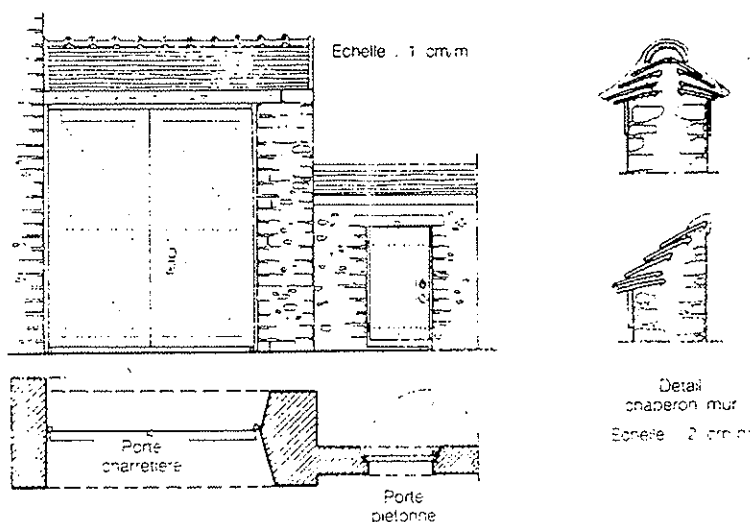 Echelle : 1 cm/m
Porte
charretiere
Porte
pietonne
Detail
chaperon mur
Echelle : 2 cm/m